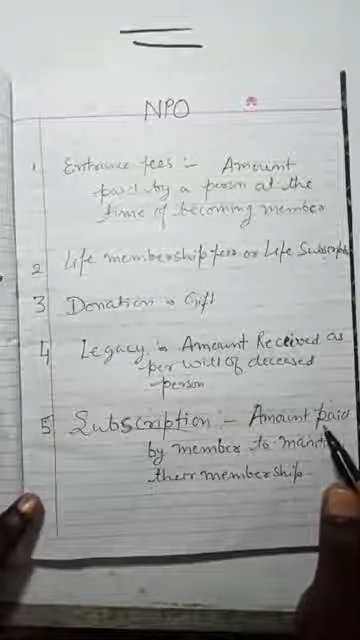 NPO
1 Entrance fees :- Amount
paid by a person at the
time of becoming member
2 Life membership fees or Life Subscript
3 Donation :- Gift
4 Legacy :- Amount Received as
per will of deceased
person
5 Subscription :- Amount paid
by member to
their membership